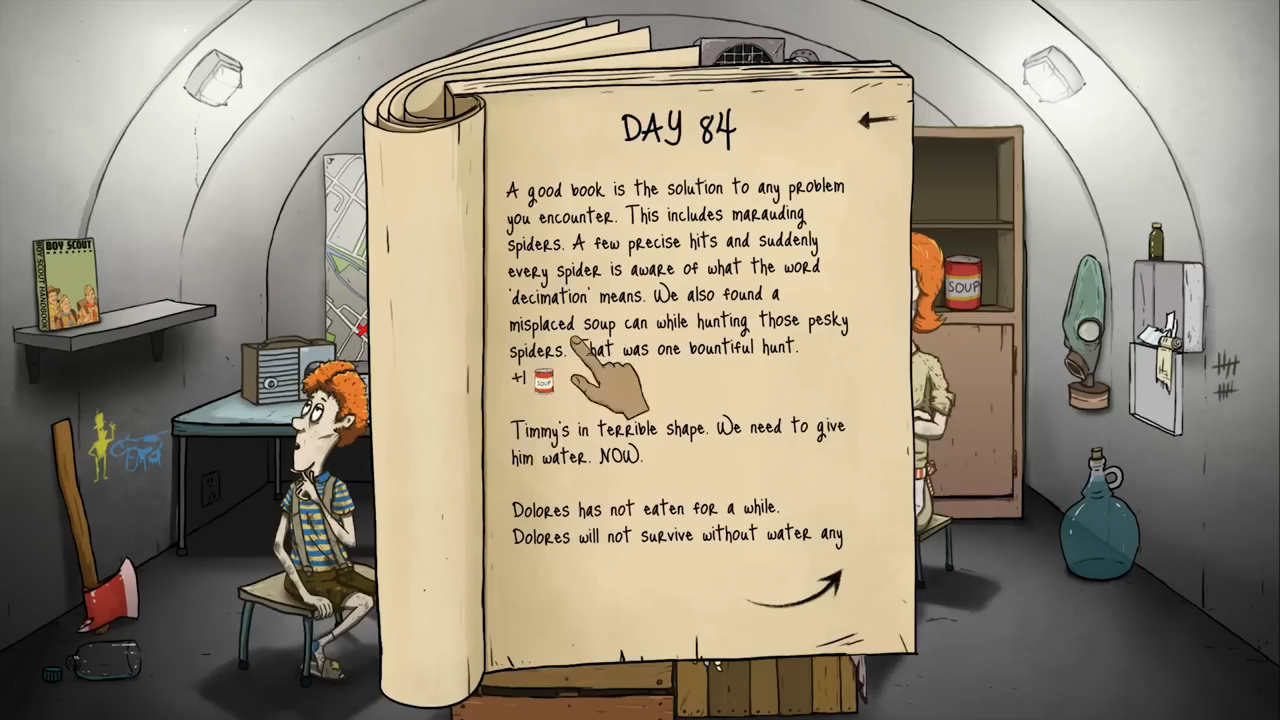 DAY 84
A good book is the solution to any problem
you encounter. This includes marauding
spiders. A few precise hits and suddenly
every spider is aware of what the word
'decimation' means. We also found a
misplaced soup can while hunting those pesky
spiders. hat was one bountiful hunt.
+1 SOUP
Timmy's in terrible shape. We need to give
him water. NOW.
Dolores has not eaten for a while.
Dolores will not survive without water any
BOY SCOUT
BOY SCOUT HANDBOOK
SOUP